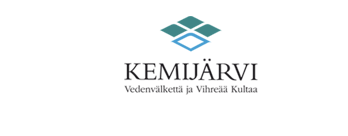 KEMIJÄRVI
Vedenvälkettä ja Vihreää Kultaa